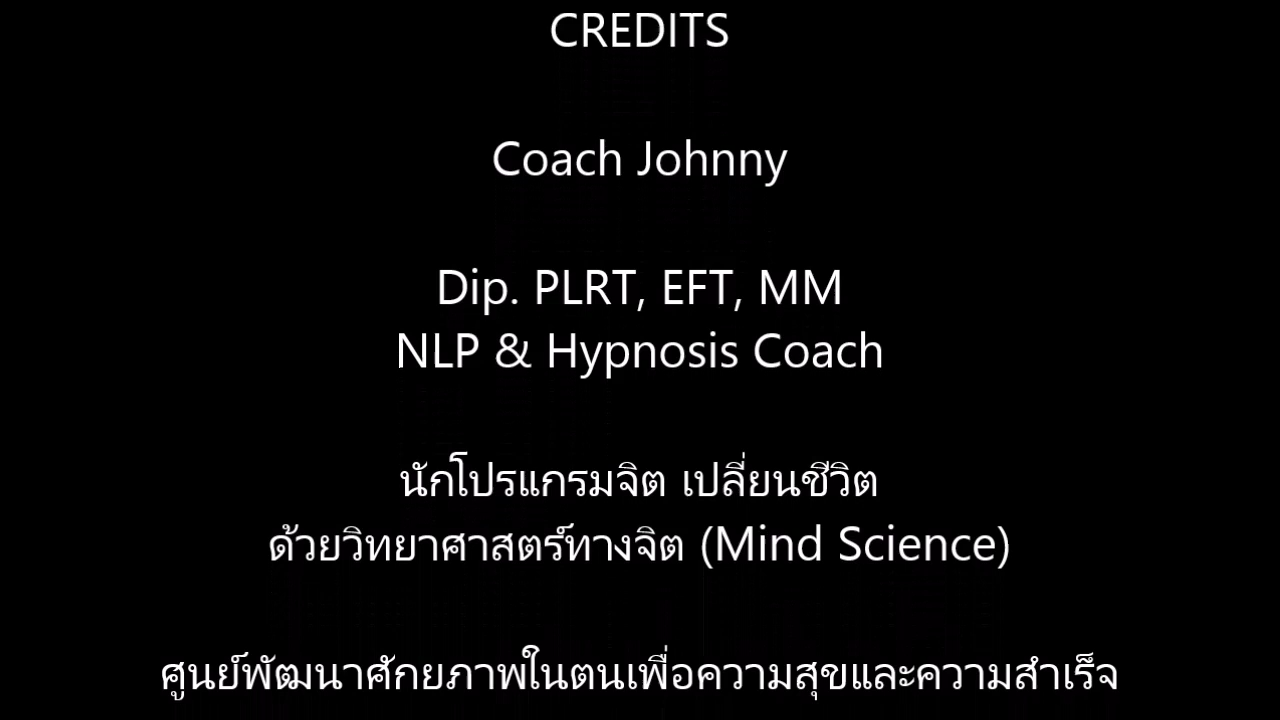 CREDITS
Coach Johnny
Dip. PLRT, EFT, MM
NLP & Hypnosis Coach
นักโปรแกรมจิต เปลี่ยนชีวิต
ด้วยวิทยาศาสตร์ทางจิต (Mind Science)
ศูนย์พัฒนาศักยภาพในตนเพื่อความสุขและความสำเร็จ